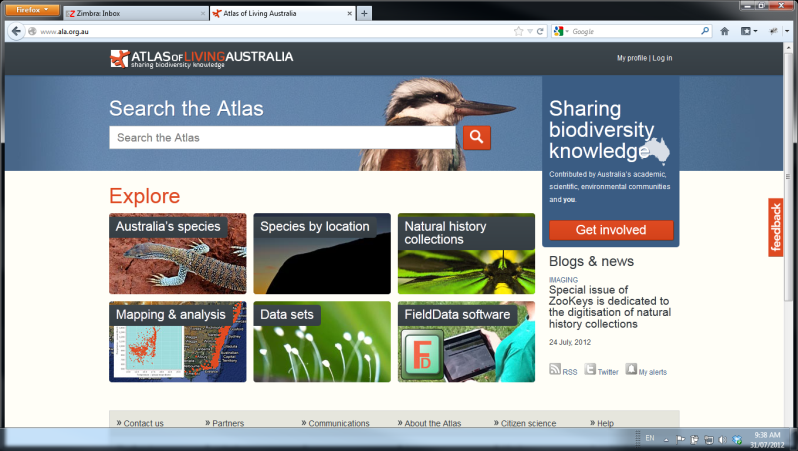 Firefox
Zimbra: Inbox
Atlas of Living Australia
www.ala.org.au
Google
ATLAS OF LIVING AUSTRALIA
sharing biodiversity knowledge
My profile | Log in
Search the Atlas
Search the Atlas
Sharing
biodiversity
knowledge
Contributed by Australia's academic,
scientific, environmental communities
and you.
Get involved
feedback
Explore
Australia's species
Species by location
Natural history
collections
Mapping & analysis
Data sets
FieldData software
FD
Blogs & news
IMAGING
Special issue of
ZooKeys is dedicated to
the digitisation of natural
history collections
24 July, 2012
RSS
Twitter
My alerts
» Contact us
» Partners
» Communications
» About the Atlas
» Citizen science
» Help
EN
9:38 AM
31/07/2012